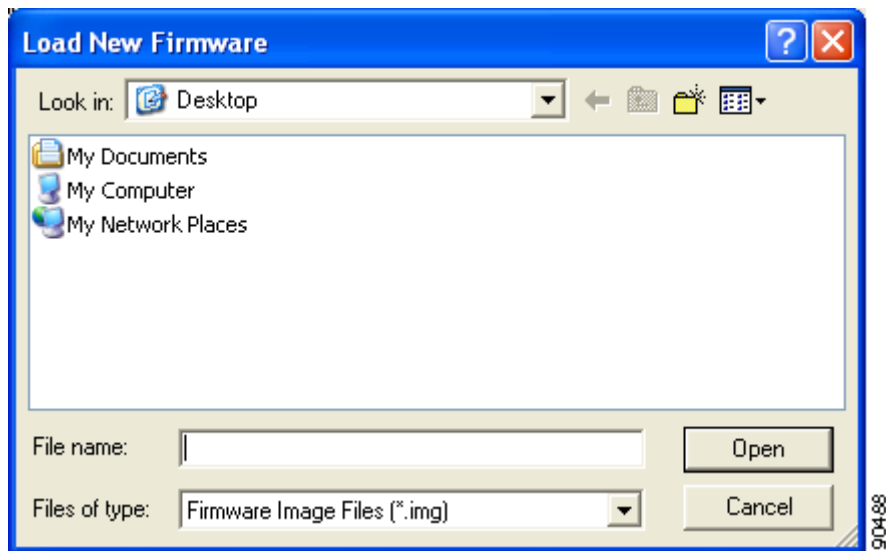 Load New Firmware
Look in: Desktop
My Documents
My Computer
My Network Places
File name: Open
Files of type: Firmware Image Files (*.img) Cancel
90488